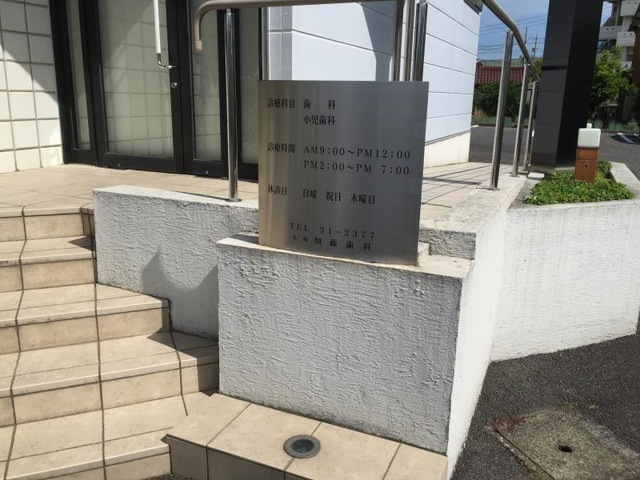 診療科目 歯 科
小児歯科
診療時間 AM9:00～PM12:00
PM2:00～PM 7:00
休診日 日曜 祝日 木曜日
TEL 31-3377
加藤歯科